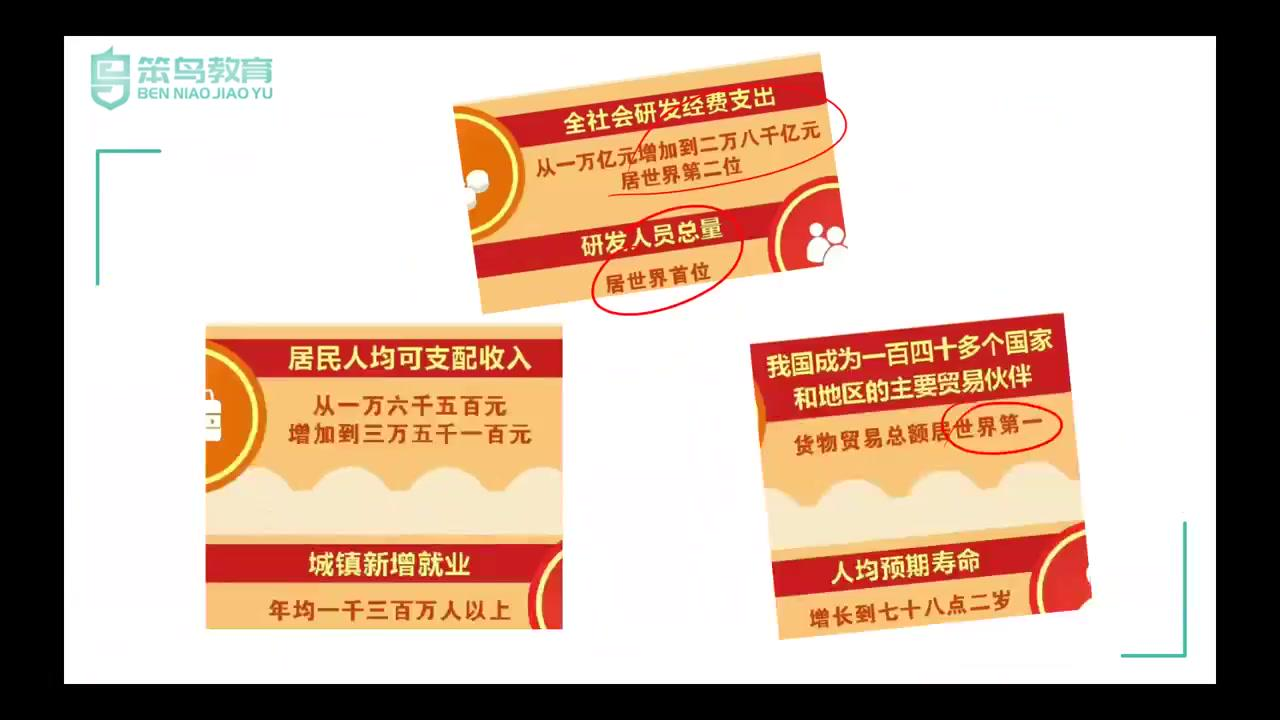 笨鸟教育
BEN NIAO JIAO YU
全社会研发经费支出
从一万亿元增加到二万八千亿元
居世界第二位
研发人员总量
居世界首位
居民人均可支配收入
从一万六千五百元
增加到三万五千一百元
城镇新增就业
年均一千三百万人以上
我国成为一百四十多个国家
和地区的主要贸易伙伴
货物贸易总额居世界第一
人均预期寿命
增长到七十八点二岁